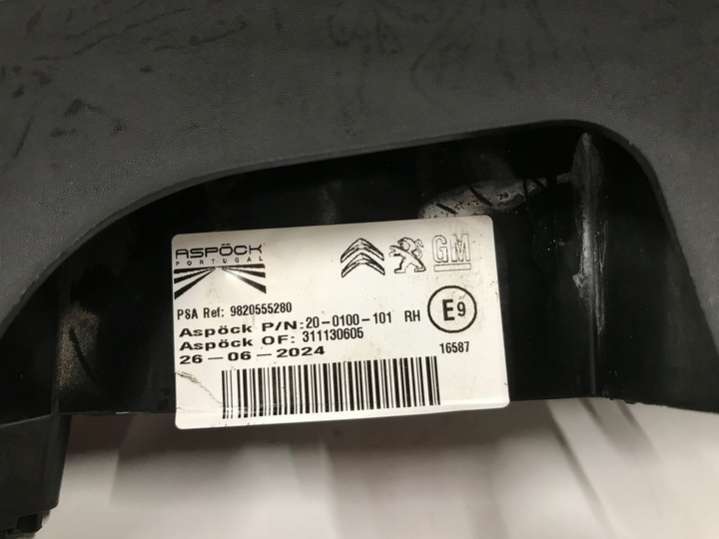 ASPÖCK
PORTUGAL
GM
PSA Ref: 9820555280
Aspöck P/N:20-0100-101 RH
E9
Aspöck OF: 311130605
26-06-2024
16587